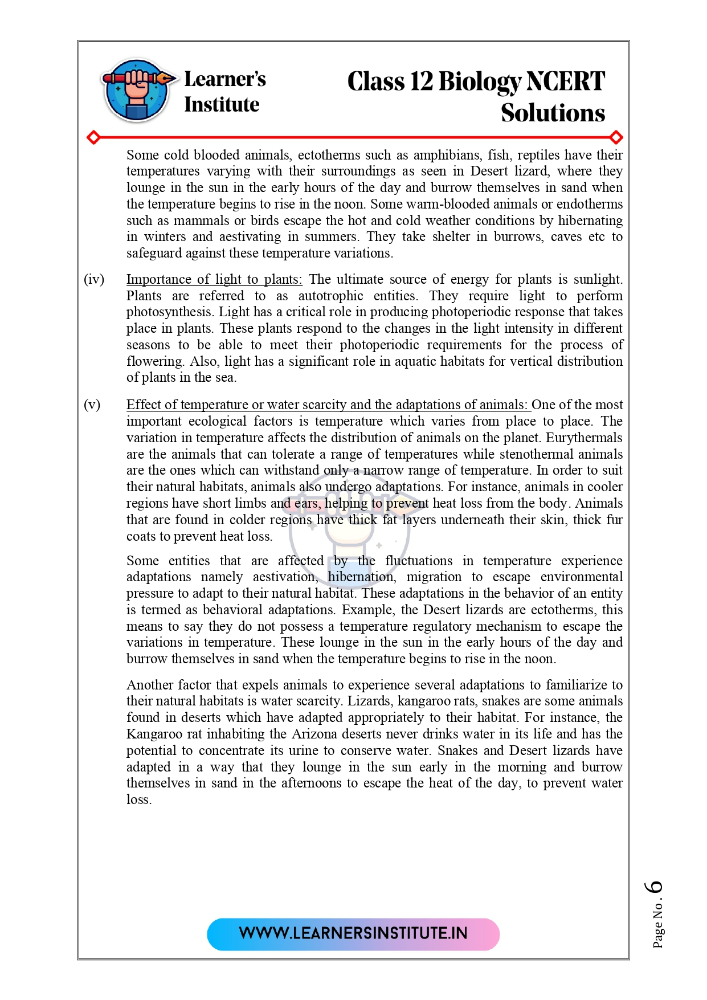 Learner's
Institute
Class 12 Biology NCERT
Solutions
Some cold blooded animals, ectotherms such as amphibians, fish, reptiles have their
temperatures varying with their surroundings as seen in Desert lizard, where they
lounge in the sun in the early hours of the day and burrow themselves in sand when
the temperature begins to rise in the noon. Some warm-blooded animals or endotherms
such as mammals or birds escape the hot and cold weather conditions by hibernating
in winters and aestivating in summers. They take shelter in burrows, caves etc to
safeguard against these temperature variations.
(iv) Importance of light to plants: The ultimate source of energy for plants is sunlight.
Plants are referred to as autotrophic entities. They require light to perform
photosynthesis. Light has a critical role in producing photoperiodic response that takes
place in plants. These plants respond to the changes in the light intensity in different
seasons to be able to meet their photoperiodic requirements for the process of
flowering. Also, light has a significant role in aquatic habitats for vertical distribution
of plants in the sea.
(v) Effect of temperature or water scarcity and the adaptations of animals: One of the most
important ecological factors is temperature which varies from place to place. The
variation in temperature affects the distribution of animals on the planet. Eurythermals
are the animals that can tolerate a range of temperatures while stenothermal animals
are the ones which can withstand only a narrow range of temperature. In order to suit
their natural habitats, animals also undergo adaptations. For instance, animals in cooler
regions have short limbs and ears, helping to prevent heat loss from the body. Animals
that are found in colder regions have thick fat layers underneath their skin, thick fur
coats to prevent heat loss.
Some entities that are affected by the fluctuations in temperature experience
adaptations namely aestivation, hibernation, migration to escape environmental
pressure to adapt to their natural habitat. These adaptations in the behavior of an entity
is termed as behavioral adaptations. Example, the Desert lizards are ectotherms, this
means to say they do not possess a temperature regulatory mechanism to escape the
variations in temperature. These lounge in the sun in the early hours of the day and
burrow themselves in sand when the temperature begins to rise in the noon.
Another factor that expels animals to experience several adaptations to familiarize to
their natural habitats is water scarcity. Lizards, kangaroo rats, snakes are some animals
found in deserts which have adapted appropriately to their habitat. For instance, the
Kangaroo rat inhabiting the Arizona deserts never drinks water in its life and has the
potential to concentrate its urine to conserve water. Snakes and Desert lizards have
adapted in a way that they lounge in the sun early in the morning and burrow
themselves in sand in the afternoons to escape the heat of the day, to prevent water
loss.
Page No. 6
WWW.LEARNERSINSTITUTE.IN